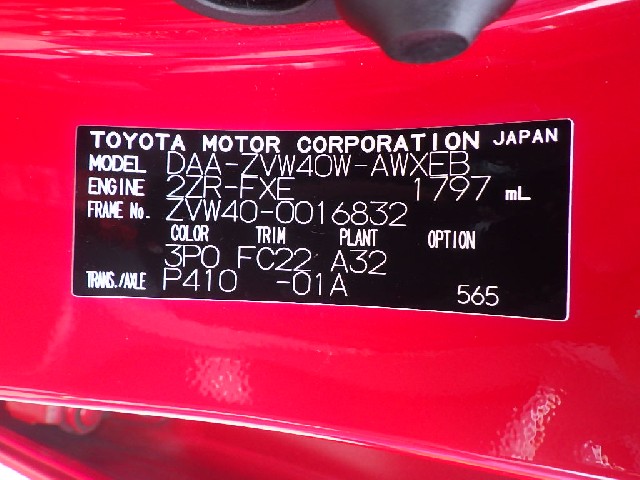 TOYOTA MOTOR CORPORATION JAPAN
MODEL DAA-ZVW40W-AWXEB
ENGINE 2ZR-FXE 1797 mL
FRAME No. ZVW40-0016832
COLOR TRIM PLANT OPTION
3P0 FC22 A32
TRANS./AXLE P410 -01A
565